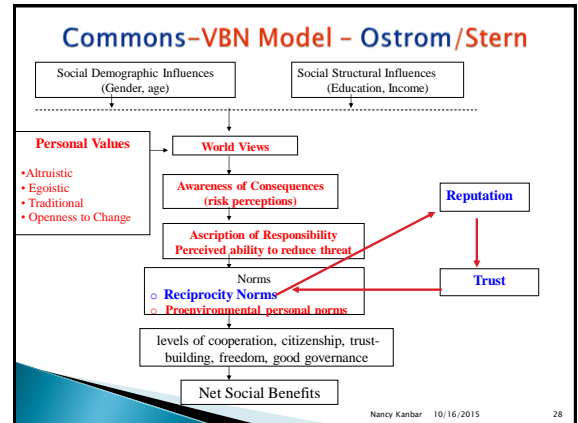 Commons-VBN Model - Ostrom/Stern
Social Demographic Influences
(Gender, age)
Social Structural Influences
(Education, Income)
Personal Values
•Altruistic
• Egoistic
• Traditional
• Openness to Change
World Views
Awareness of Consequences
(risk perceptions)
Ascription of Responsibility
Perceived ability to reduce threat
Reputation
Trust
Norms
o Reciprocity Norms
o Proenvironmental personal norms
levels of cooperation, citizenship, trust-
building, freedom, good governance
Net Social Benefits
Nancy Kanbar 10/16/2015 28